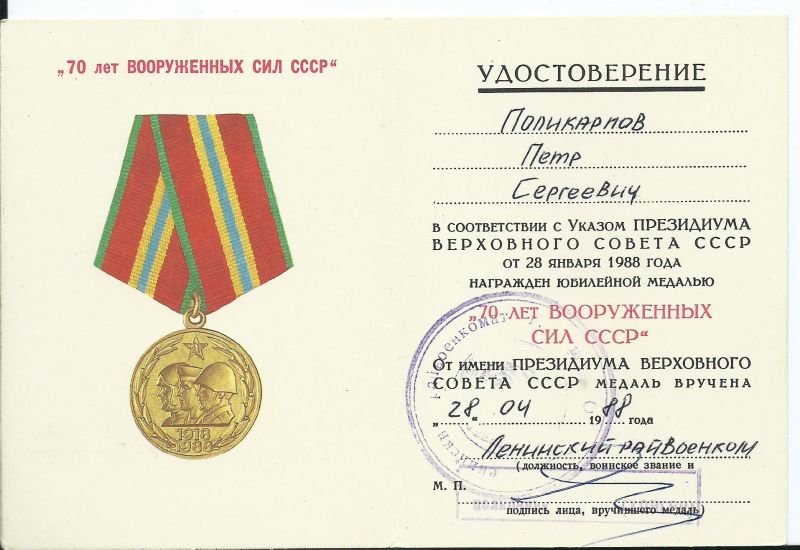 „70 лет ВООРУЖЕННЫХ СИЛ СССР“
1918
1988
УДОСТОВЕРЕНИЕ
Поликарпов
Петр
Сергеевич
В СООТВЕТСТВИИ С УКАЗОМ ПРЕЗИДИУМА
ВЕРХОВНОГО СОВЕТА СССР
ОТ 28 ЯНВАРЯ 1988 ГОДА
НАГРАЖДЕН ЮБИЛЕЙНОЙ МЕДАЛЬЮ
„70 ЛЕТ ВООРУЖЕННЫХ
СИЛ СССР“
ОТ ИМЕНИ ПРЕЗИДИУМА ВЕРХОВНОГО
СОВЕТА СССР МЕДАЛЬ ВРУЧЕНА
„28“ 04 1988 года
Ленинский райвоенком
(должность, воинское звание и
М. П.
подпись лица, вручившего медаль)
райвоенкомат